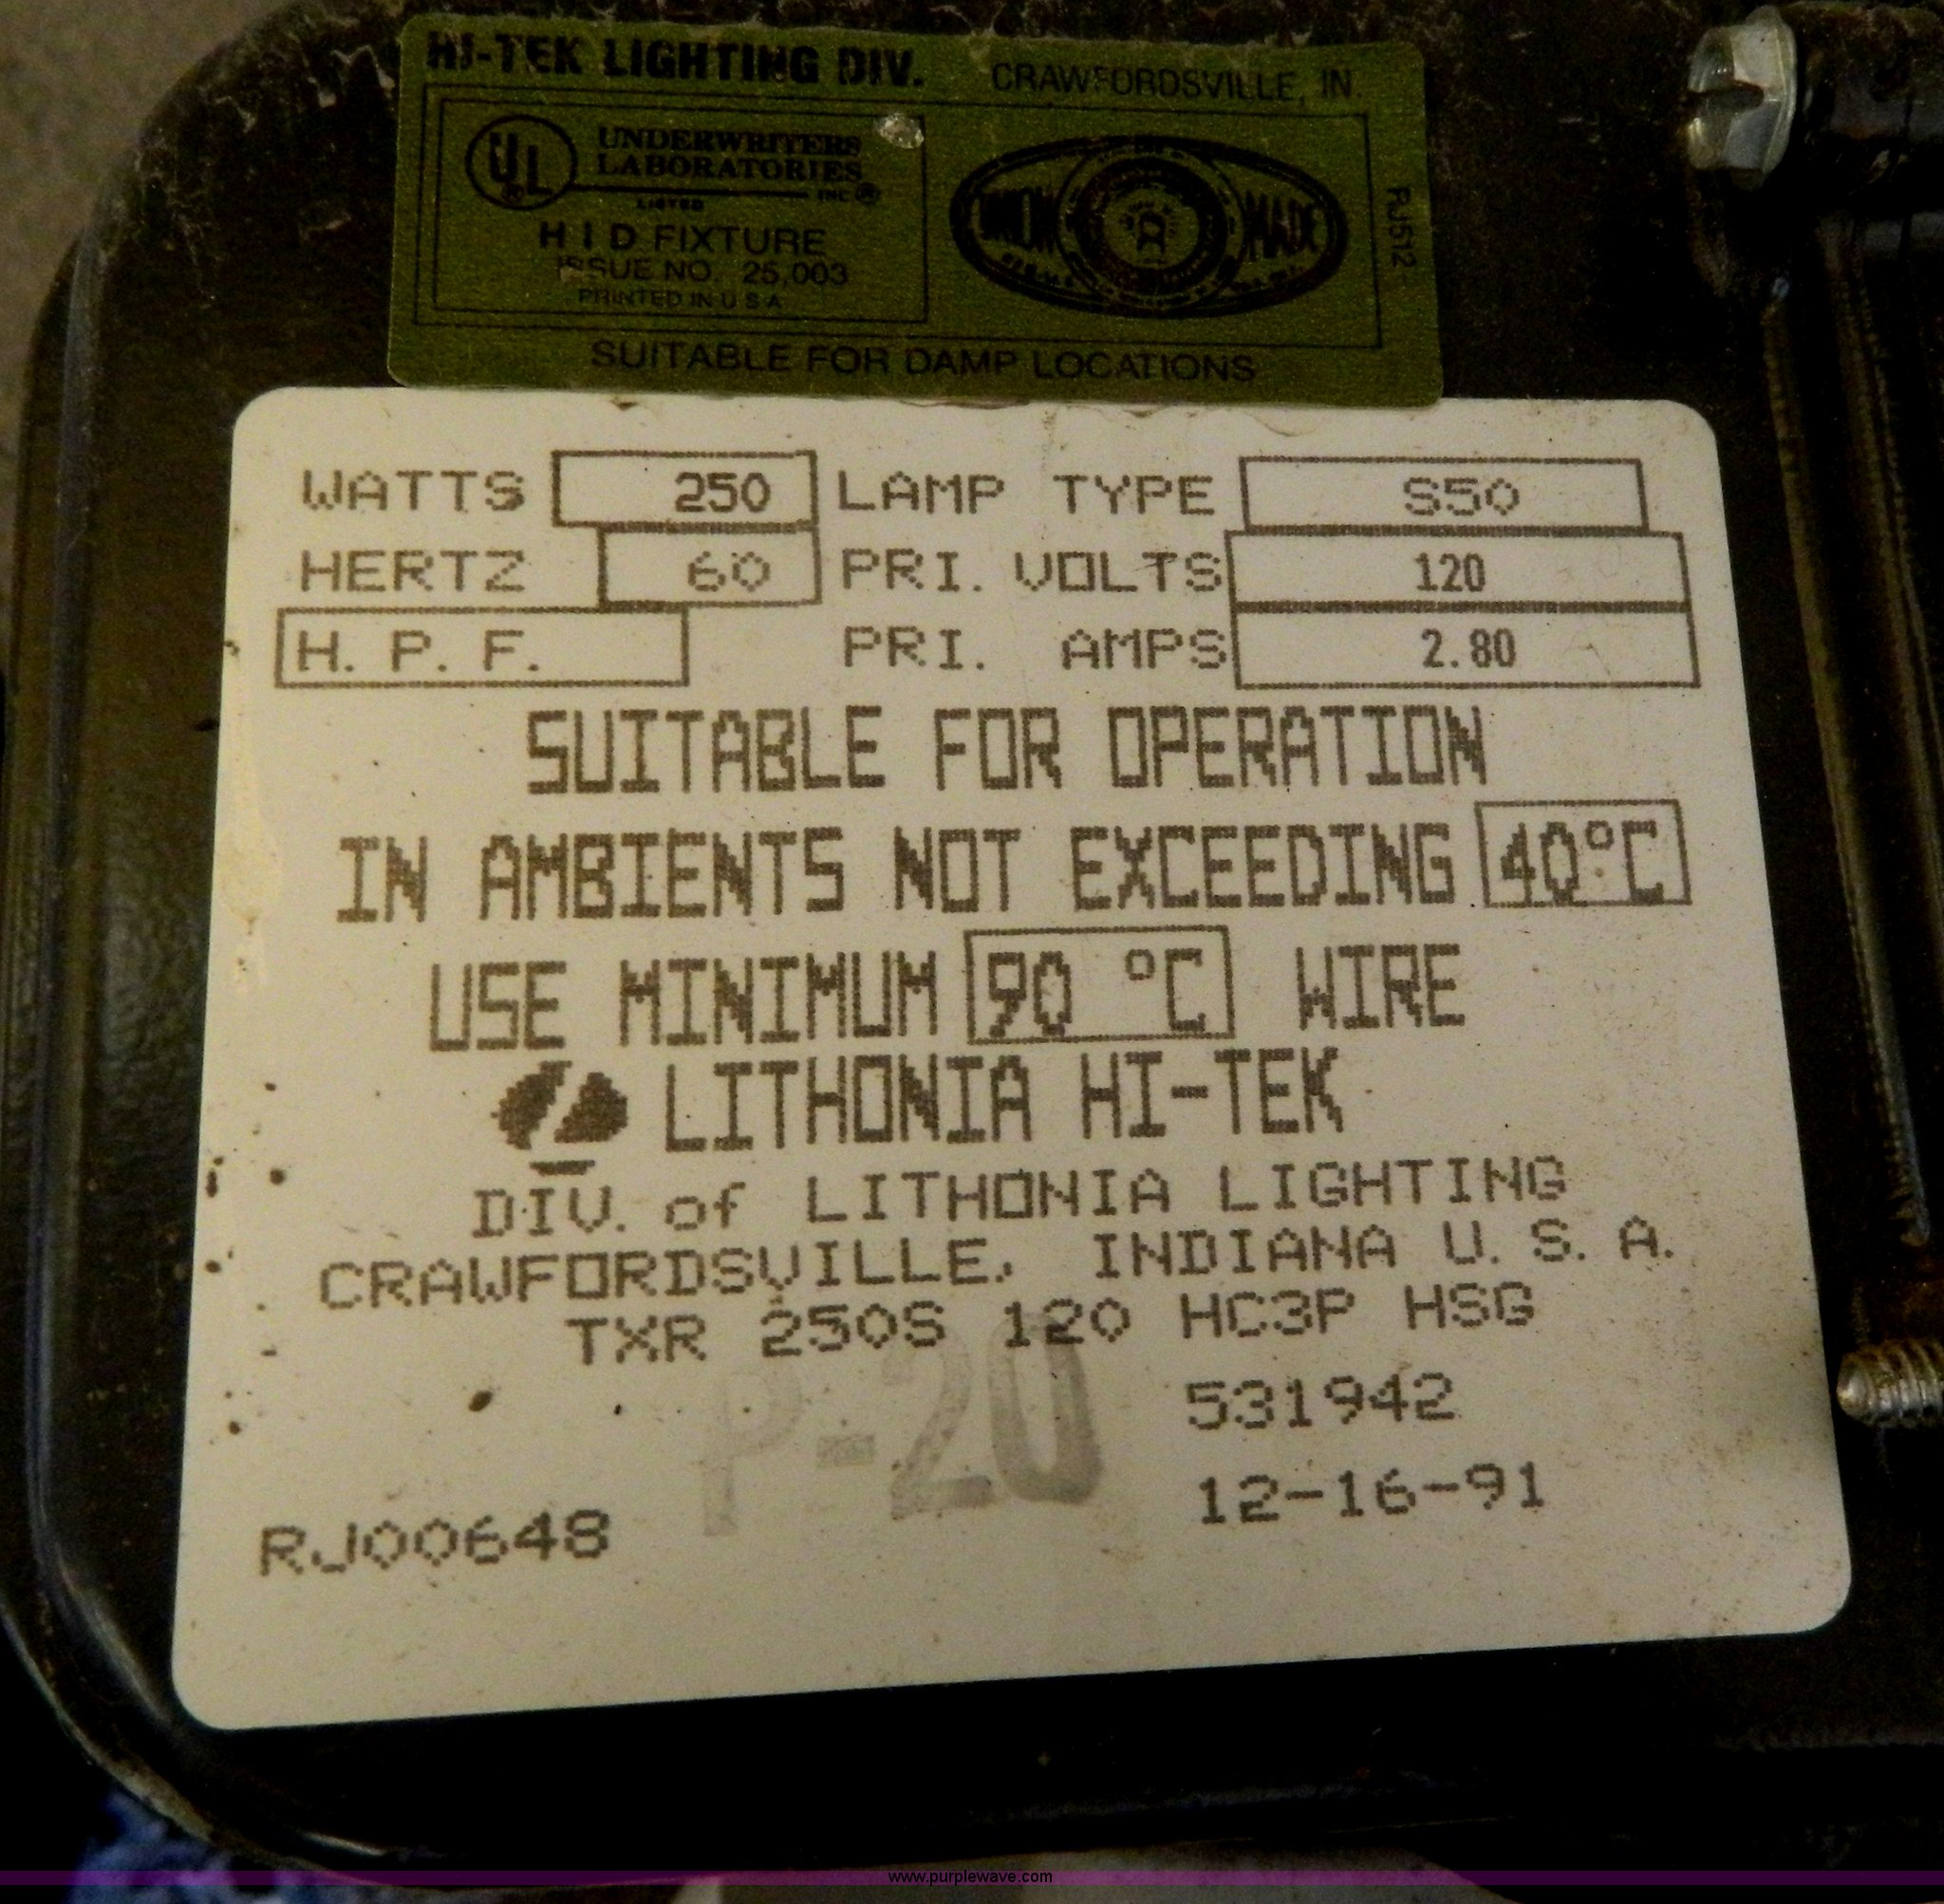 HI-TEK LIGHTING DIV. CRAWFORDSVILLE, IN.
UL UNDERWRITERS
LABORATORIES
INC.®
LISTED
H I D FIXTURE
ISSUE NO. 25,003
PRINTED IN U S A
UNION MADE
RJ512
SUITABLE FOR DAMP LOCATIONS
WATTS 250 LAMP TYPE S50
HERTZ 60 PRI. VOLTS 120
H. P. F. PRI. AMPS 2.80
SUITABLE FOR OPERATION
IN AMBIENTS NOT EXCEEDING 40°C
USE MINIMUM 90 °C WIRE
LITHONIA HI-TEK
DIV. of LITHONIA LIGHTING
CRAWFORDSVILLE, INDIANA U. S. A.
TXR 250S 120 HC3P HSG
P-20
531942
12-16-91
RJ00648
www.purplewave.com